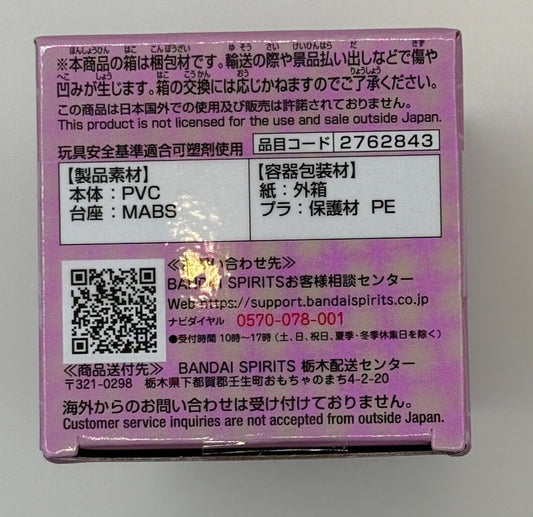 ※本商品の箱は梱包材です。輸送の際や景品払い出しなどで傷や
凹みが生じます。箱の交換には応じかねますのでご了承ください。
この商品は日本国外での使用及び販売は許諾されておりません。
This product is not licensed for the use and sale outside Japan.
玩具安全基準適合可塑剤使用 品目コード 2762843
【製品素材】
本体:PVC
台座:MABS
【容器包装材】
紙:外箱
プラ:保護材 PE
い合わせ先≫
BANDAI SPIRITSお客様相談センター
Web https://support.bandaispirits.co.jp
ナビダイヤル 0570-078-001
●受付時間 10時~17時(土、日、祝日、夏季・冬季休業日を除く)
≪商品送付先≫ BANDAI SPIRITS 栃木配送センター
〒321-0298 栃木県下都賀郡壬生町おもちゃのまち4-2-20
海外からのお問い合わせは受け付けておりません。
Customer service inquiries are not accepted from outside Japan.